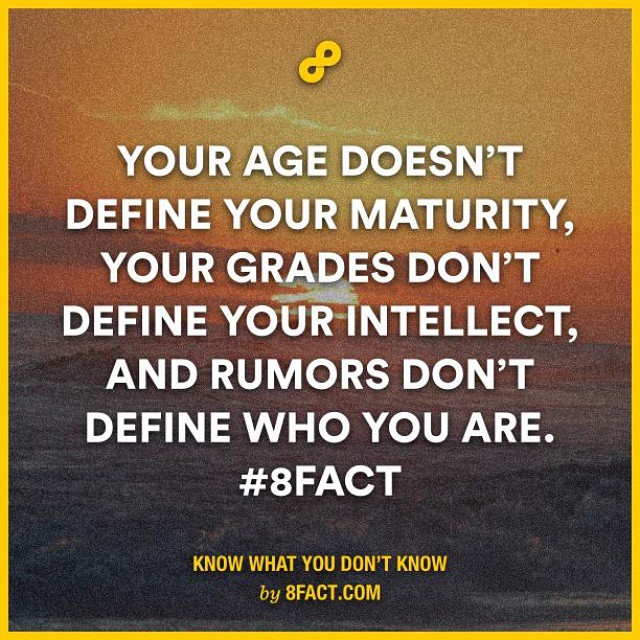 YOUR AGE DOESN'T
DEFINE YOUR MATURITY,
YOUR GRADES DON'T
DEFINE YOUR INTELLECT,
AND RUMORS DON'T
DEFINE WHO YOU ARE.
#8FACT
KNOW WHAT YOU DON'T KNOW
by 8FACT.COM